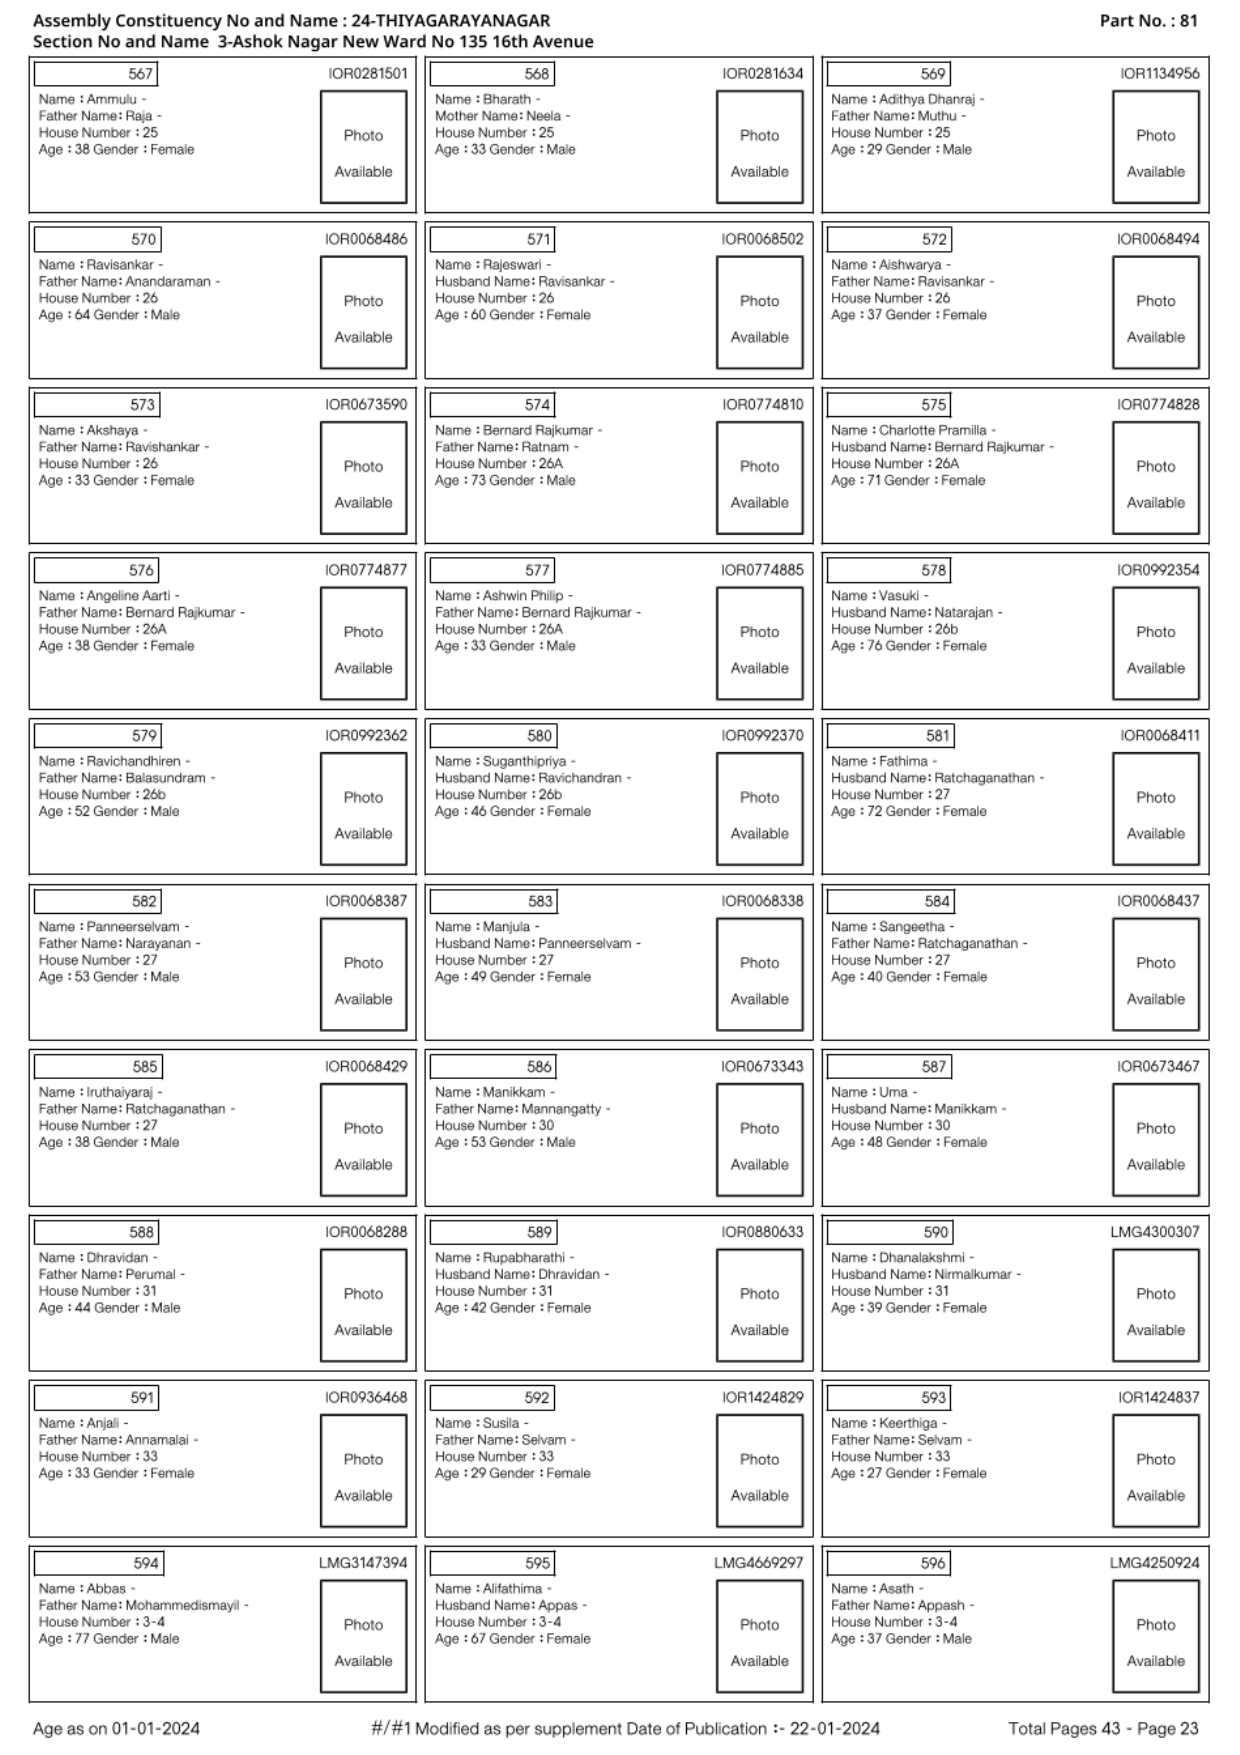 Assembly Constituency No and Name : 24-THIYAGARAYANAGAR
Part No. : 81
Section No and Name 3-Ashok Nagar New Ward No 135 16th Avenue
567
IOR0281501
Name : Ammulu -
Father Name: Raja -
House Number : 25
Age : 38 Gender : Female
Photo
Available
568
IOR0281634
Name : Bharath -
Mother Name: Neela -
House Number : 25
Age : 33 Gender : Male
Photo
Available
569
IOR1134956
Name : Adithya Dhanraj -
Father Name: Muthu -
House Number : 25
Age : 29 Gender : Male
Photo
Available
570
IOR0068486
Name : Ravisankar -
Father Name: Anandaraman -
House Number : 26
Age : 64 Gender : Male
Photo
Available
571
IOR0068502
Name : Rajeswari -
Husband Name: Ravisankar -
House Number : 26
Age : 60 Gender : Female
Photo
Available
572
IOR0068494
Name : Aishwarya -
Father Name: Ravisankar -
House Number : 26
Age : 37 Gender : Female
Photo
Available
573
IOR0673590
Name : Akshaya -
Father Name: Ravishankar -
House Number : 26
Age : 33 Gender : Female
Photo
Available
574
IOR0774810
Name : Bernard Rajkumar -
Father Name: Ratnam -
House Number : 26A
Age : 73 Gender : Male
Photo
Available
575
IOR0774828
Name : Charlotte Pramilla -
Husband Name: Bernard Rajkumar -
House Number : 26A
Age : 71 Gender : Female
Photo
Available
576
IOR0774877
Name : Angeline Aarti -
Father Name: Bernard Rajkumar -
House Number : 26A
Age : 38 Gender : Female
Photo
Available
577
IOR0774885
Name : Ashwin Philip -
Father Name: Bernard Rajkumar -
House Number : 26A
Age : 33 Gender : Male
Photo
Available
578
IOR0992354
Name : Vasuki -
Husband Name: Natarajan -
House Number : 26b
Age : 76 Gender : Female
Photo
Available
579
IOR0992362
Name : Ravichandhiren -
Father Name: Balasundram -
House Number : 26b
Age : 52 Gender : Male
Photo
Available
580
IOR0992370
Name : Suganthipriya -
Husband Name: Ravichandran -
House Number : 26b
Age : 46 Gender : Female
Photo
Available
581
IOR0068411
Name : Fathima -
Husband Name: Ratchaganathan -
House Number : 27
Age : 72 Gender : Female
Photo
Available
582
IOR0068387
Name : Panneerselvam -
Father Name: Narayanan -
House Number : 27
Age : 53 Gender : Male
Photo
Available
583
IOR0068338
Name : Manjula -
Husband Name: Panneerselvam -
House Number : 27
Age : 49 Gender : Female
Photo
Available
584
IOR0068437
Name : Sangeetha -
Father Name: Ratchaganathan -
House Number : 27
Age : 40 Gender : Female
Photo
Available
585
IOR0068429
Name : Iruthaiyaraj -
Father Name: Ratchaganathan -
House Number : 27
Age : 38 Gender : Male
Photo
Available
586
IOR0673343
Name : Manikkam -
Father Name: Mannangatty -
House Number : 30
Age : 53 Gender : Male
Photo
Available
587
IOR0673467
Name : Uma -
Husband Name: Manikkam -
House Number : 30
Age : 48 Gender : Female
Photo
Available
588
IOR0068288
Name : Dhravidan -
Father Name: Perumal -
House Number : 31
Age : 44 Gender : Male
Photo
Available
589
IOR0880633
Name : Rupabharathi -
Husband Name: Dhravidan -
House Number : 31
Age : 42 Gender : Female
Photo
Available
590
LMG4300307
Name : Dhanalakshmi -
Husband Name: Nirmalkumar -
House Number : 31
Age : 39 Gender : Female
Photo
Available
591
IOR0936468
Name : Anjali -
Father Name: Annamalai -
House Number : 33
Age : 33 Gender : Female
Photo
Available
592
IOR1424829
Name : Susila -
Father Name: Selvam -
House Number : 33
Age : 29 Gender : Female
Photo
Available
593
IOR1424837
Name : Keerthiga -
Father Name: Selvam -
House Number : 33
Age : 27 Gender : Female
Photo
Available
594
LMG3147394
Name : Abbas -
Father Name: Mohammedismayil -
House Number : 3-4
Age : 77 Gender : Male
Photo
Available
595
LMG4669297
Name : Alifathima -
Husband Name: Appas -
House Number : 3-4
Age : 67 Gender : Female
Photo
Available
596
LMG4250924
Name : Asath -
Father Name: Appash -
House Number : 3-4
Age : 37 Gender : Male
Photo
Available
Age as on 01-01-2024
#/#1 Modified as per supplement Date of Publication :- 22-01-2024
Total Pages 43 - Page 23